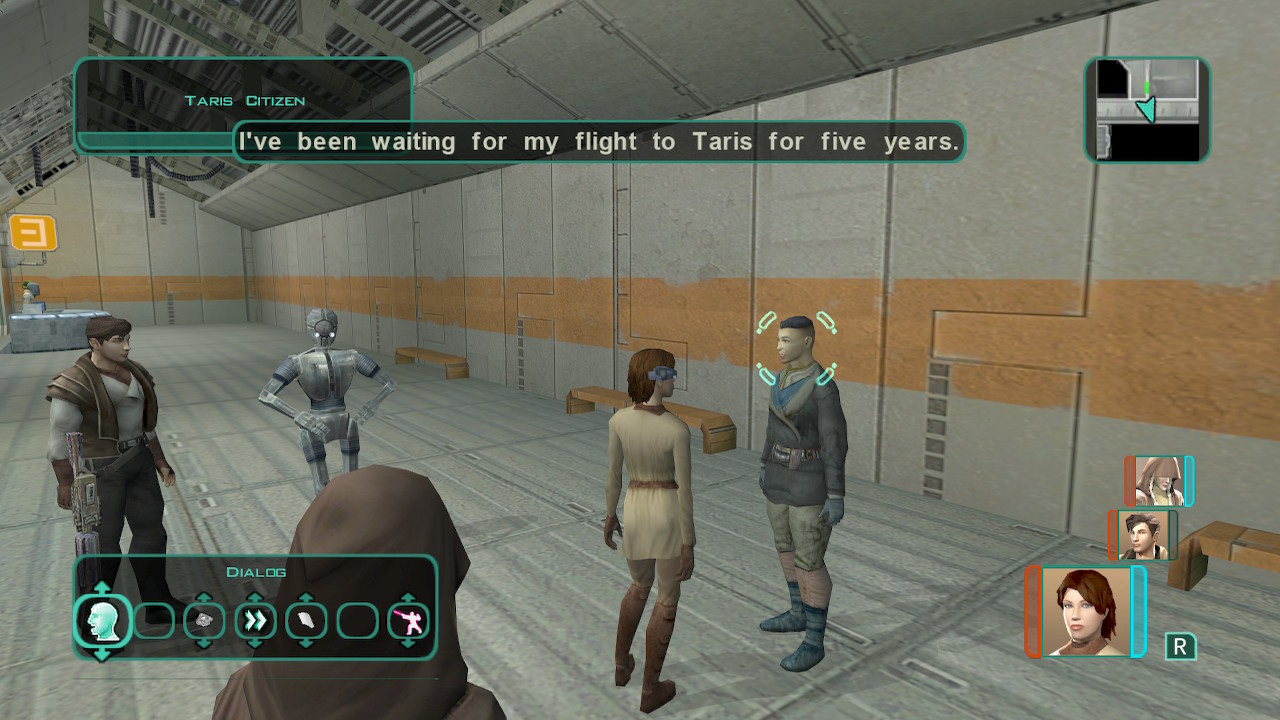 Taris Citizen
I've been waiting for my flight to Taris for five years.
Dialog
R